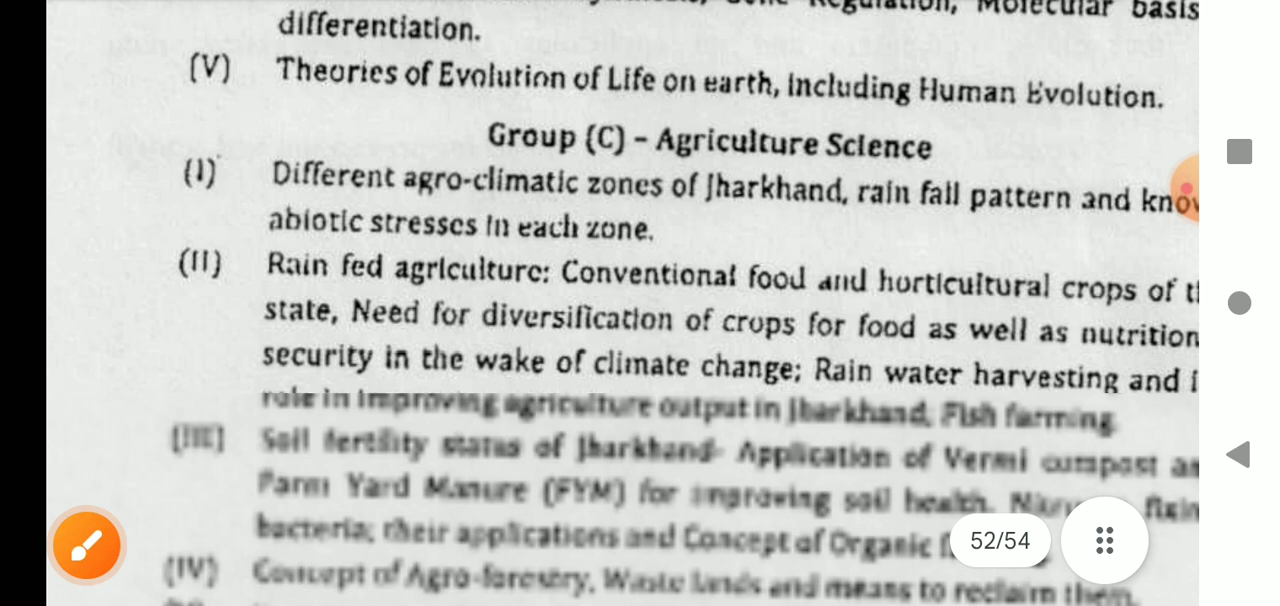 Regulation, Molecular basis
differentiation.
(V) Theories of Evolution of Life on earth, including Human Evolution.
Group (C) – Agriculture Science
(I) Different agro-climatic zones of Jharkhand, rain fall pattern and
abiotic stresses in each zone.
(II) Rain fed agriculture: Conventional food and horticultural crops of
state, Need for diversification of crops for food as well as nutrition
security in the wake of climate change; Rain water harvesting and
role in improving agriculture output in Jharkhand, Fish farming.
(III) Soil fertility status of Jharkhand- Application of Vermi compost
Farm Yard Manure (FYM) for improving soil health.
bacteria; their applications and Concept of Organic
52/54
(IV) Concept of Agro-forestry, Waste lands and means to reclaim them.